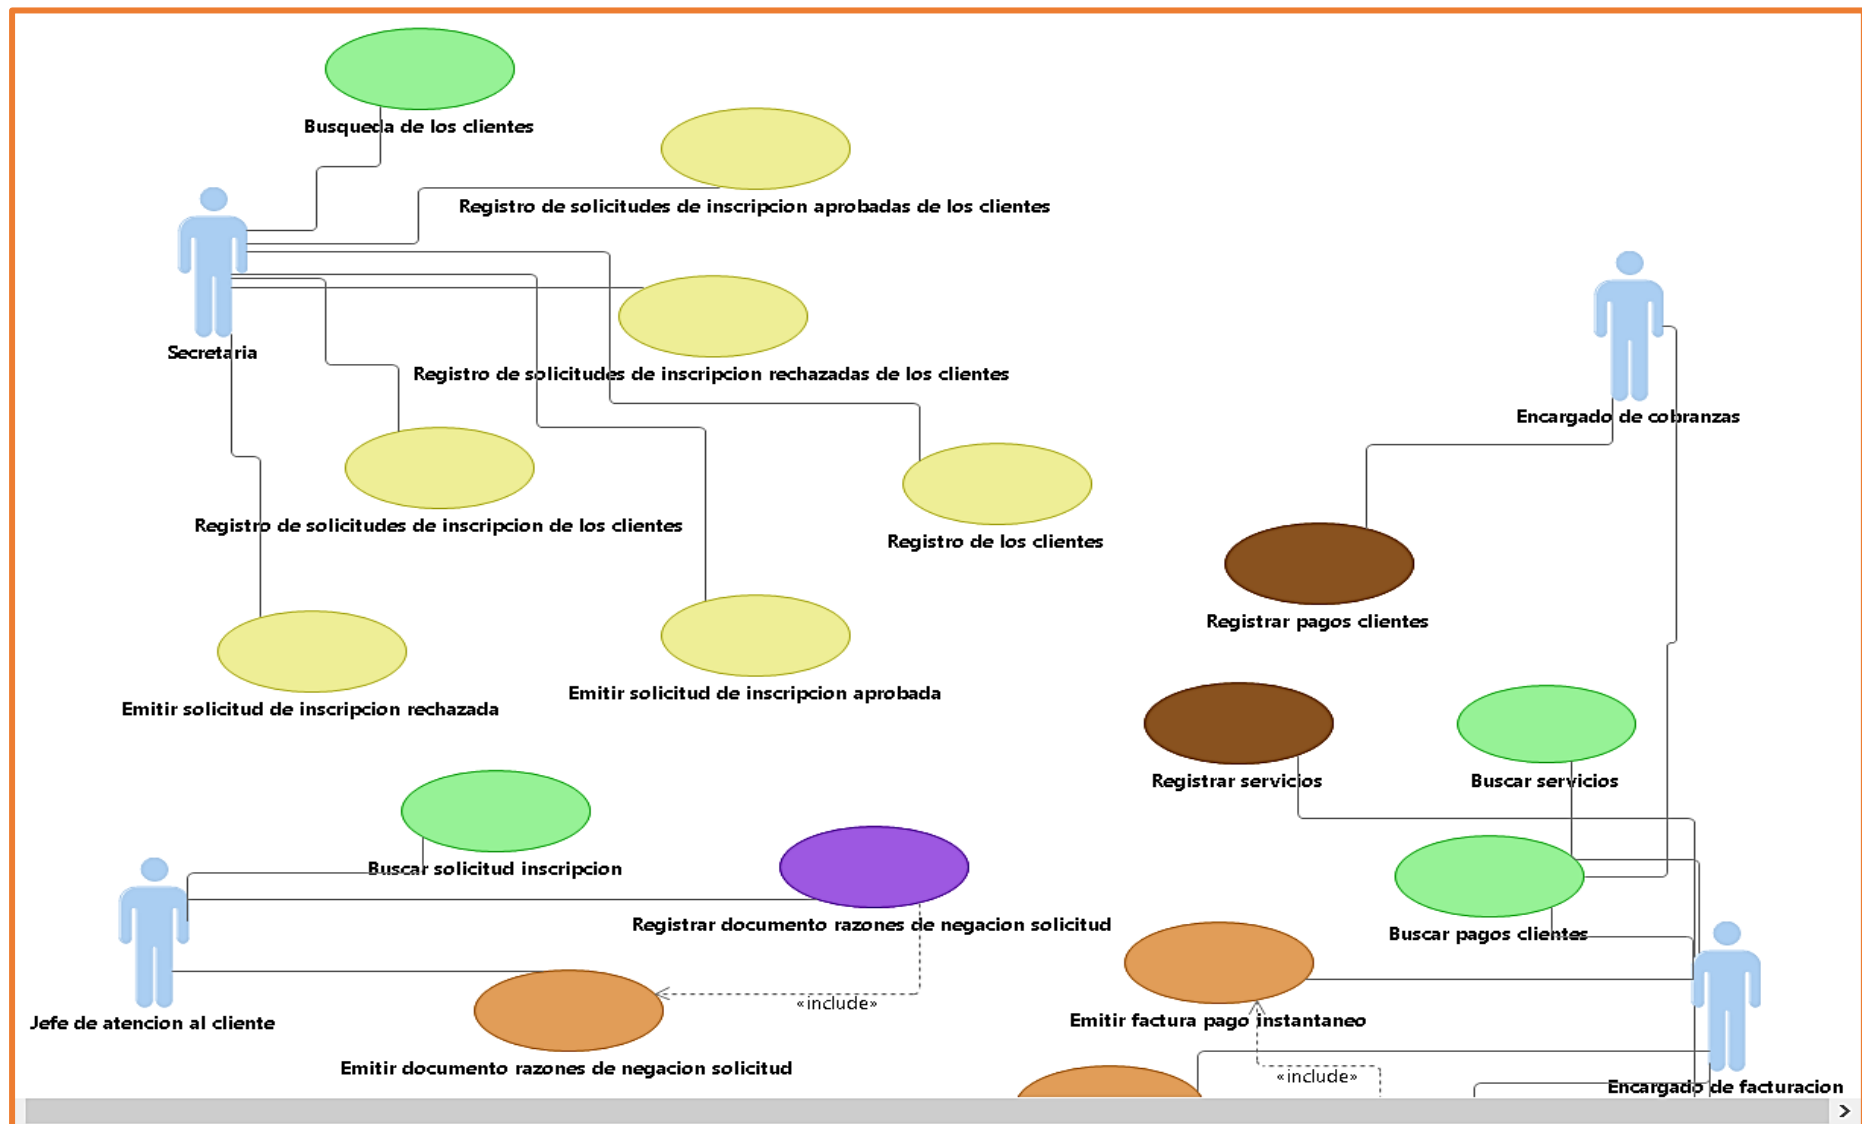 Busqueda de los clientes
Registro de solicitudes de inscripcion aprobadas de los clientes
Secretaria
Registro de solicitudes de inscripcion rechazadas de los clientes
Encargado de cobranzas
Registro de solicitudes de inscripcion de los clientes
Registro de los clientes
Registrar pagos clientes
Emitir solicitud de inscripcion rechazada
Emitir solicitud de inscripcion aprobada
Registrar servicios
Buscar servicios
Buscar solicitud inscripcion
Registrar documento razones de negacion solicitud
Buscar pagos clientes
«include»
Jefe de atencion al cliente
Emitir factura pago instantaneo
Emitir documento razones de negacion solicitud
«include»
Encargado de facturacion